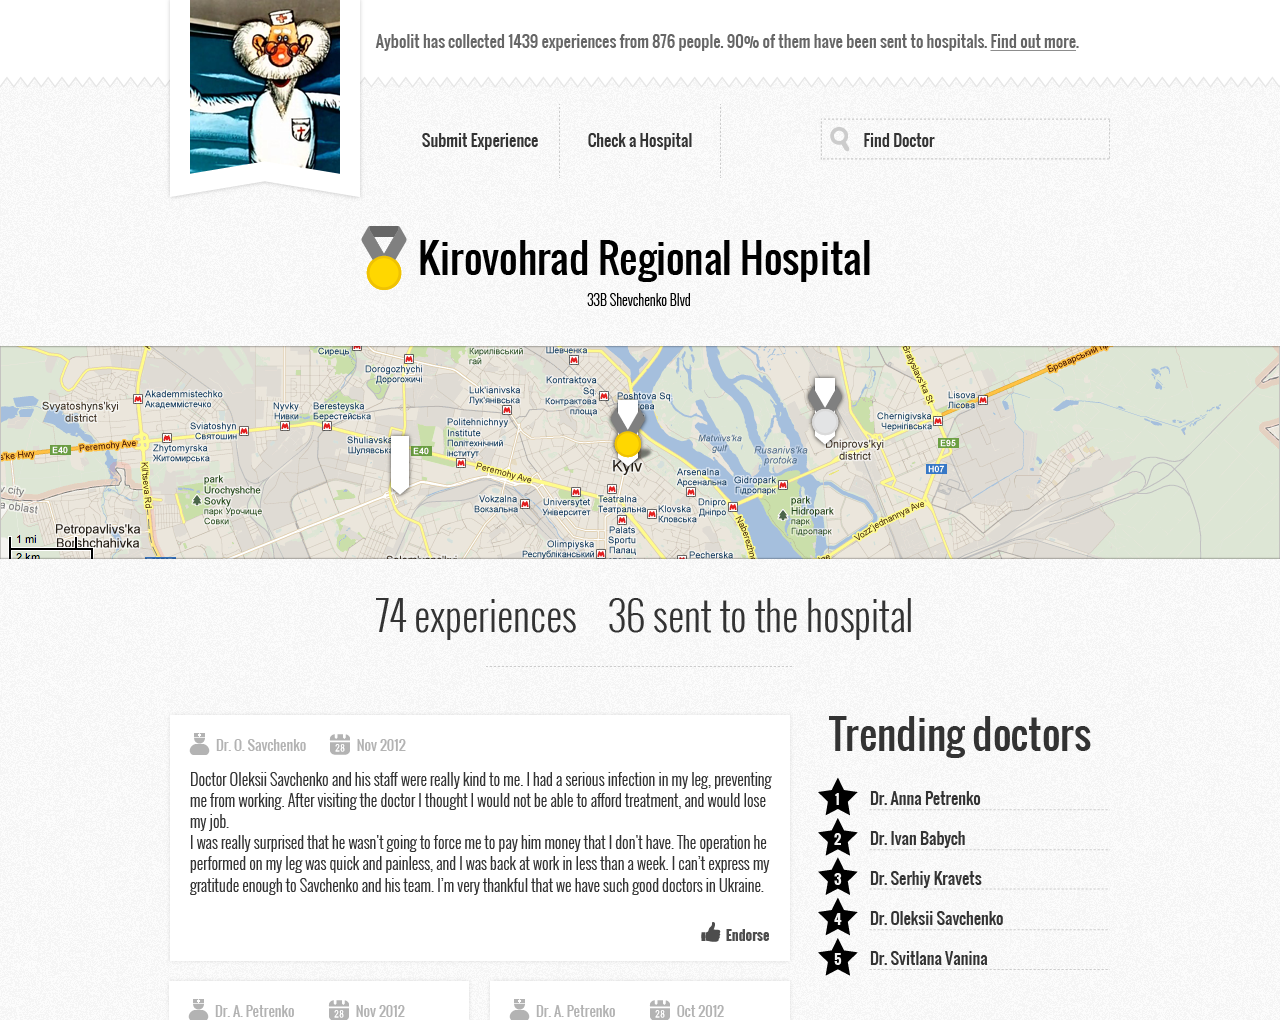 Aybolit has collected 1439 experiences from 876 people. 90% of them have been sent to hospitals. Find out more.
Submit Experience
Check a Hospital
Find Doctor
Kirovohrad Regional Hospital
33B Shevchenko Blvd
Сирець
Dorogozhychi
Дорогожичі
Кирилівський
гай
Шевченка
Kontraktova
Sq
Контрактова
площа
Poshtova Sq
Bratyslavs'ka St
Броварський пр
Akademmistechko
Академмістечко
Svyatoshyns'kyi
district
Nyvky
Нивки
Beresteyska
Берестейська
Luk'ianivska
Лук'янівська
Lisova
Лісова
Chernigivska
Чернігівська
Sviatoshyn
Святошин
Politehnichnyy
Institute
Політехнічний
інститут
Shuliavska
Шулявська
E40
Peremohy Ave
'ke Hwy
Zhytomyrska
Житомирська
E40
Peremohy Ave
Kyiv
Matviivs'ka
gulf
Rusanivs'ka
protoka
Dniprovs'kyi
district
E95
H07
Kil'tseva Rd
park
Urochyshche
Sovky
парк Урочище
Совки
Vokzalna
Вокзальна
Universytet
Університет
Teatralna
Театральна
Arsenalna
Арсенальна
Gidropark
Гідропарк
Klovska
Кловська
Dnipro
Дніпро
park
Hidropark
парк
Гідропарк
Vozz'jednannya Ave
Naberezhne
Palats
Sportu
Палац
Olimpiyska
Республіканський
Pecherska
Petropavlivs'ka
Borshchahivka
1 mi
2 km
74 experiences
36 sent to the hospital
Dr. O. Savchenko
28
Nov 2012
Doctor Oleksii Savchenko and his staff were really kind to me. I had a serious infection in my leg, preventing
me from working. After visiting the doctor I thought I would not be able to afford treatment, and would lose
my job.
I was really surprised that he wasn't going to force me to pay him money that I don't have. The operation he
performed on my leg was quick and painless, and I was back at work in less than a week. I can't express my
gratitude enough to Savchenko and his team. I'm very thankful that we have such good doctors in Ukraine.
Endorse
Trending doctors
1 Dr. Anna Petrenko
2 Dr. Ivan Babych
3 Dr. Serhiy Kravets
4 Dr. Oleksii Savchenko
5 Dr. Svitlana Vanina
Dr. A. Petrenko
28
Nov 2012
Dr. A. Petrenko
28
Oct 2012